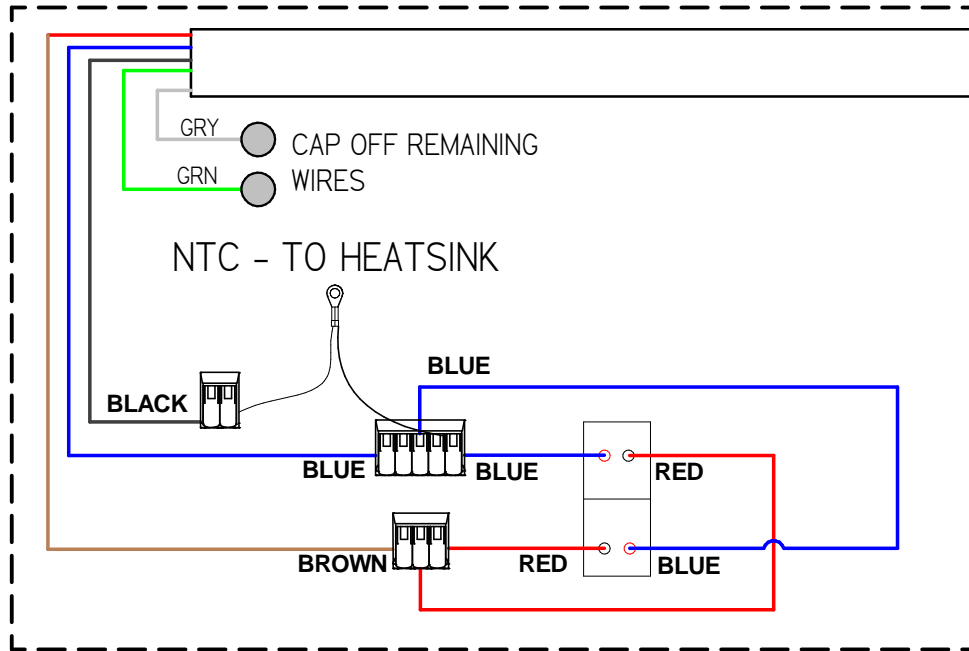 GRY
CAP OFF REMAINING
GRN
WIRES
NTC - TO HEATSINK
BLUE
BLACK
BLUE
BLUE
RED
BROWN
RED
BLUE